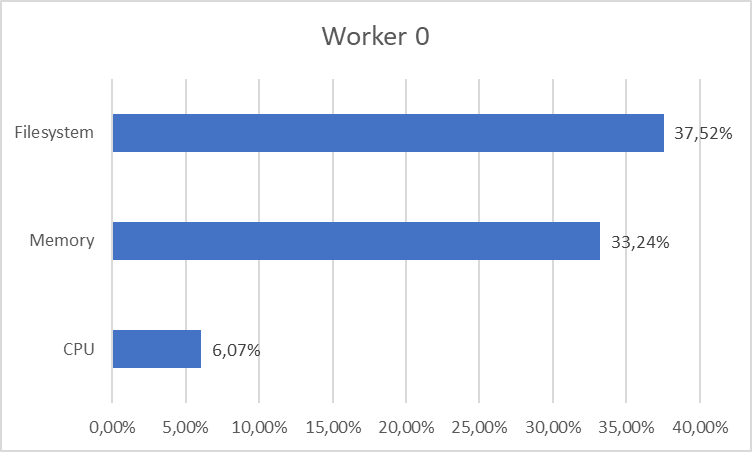 Worker 0
Filesystem
37,52%
Memory
33,24%
CPU
6,07%
0,00% 5,00% 10,00% 15,00% 20,00% 25,00% 30,00% 35,00% 40,00%